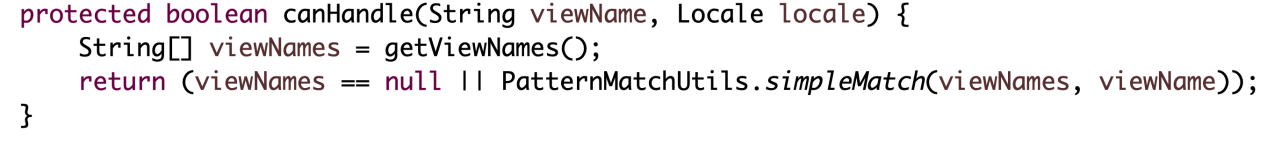 protected boolean canHandle(String viewName, Locale locale) {
    String[] viewNames = getViewNames();
    return (viewNames == null || PatternMatchUtils.simpleMatch(viewNames, viewName));
}